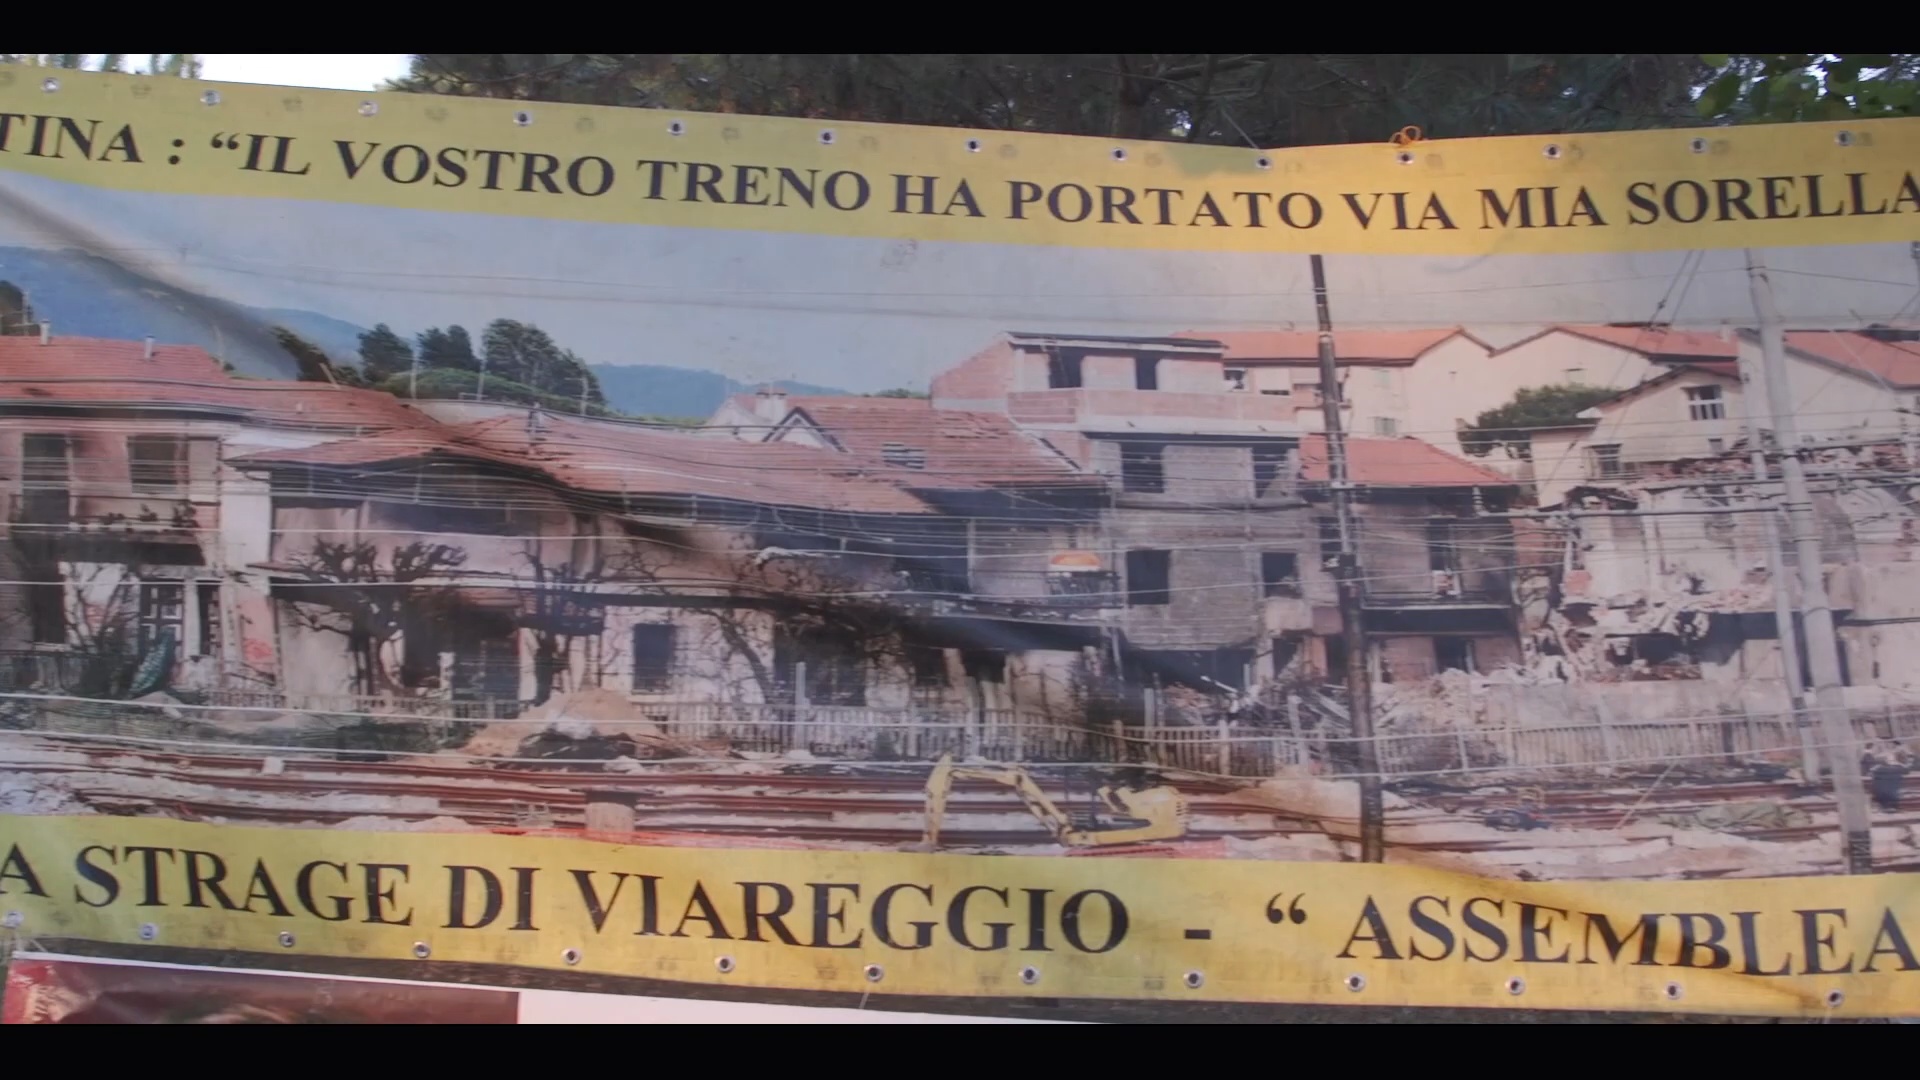 TINA : “IL VOSTRO TRENO HA PORTATO VIA MIA SORELLA
A STRAGE DI VIAREGGIO - “ ASSEMBLEA